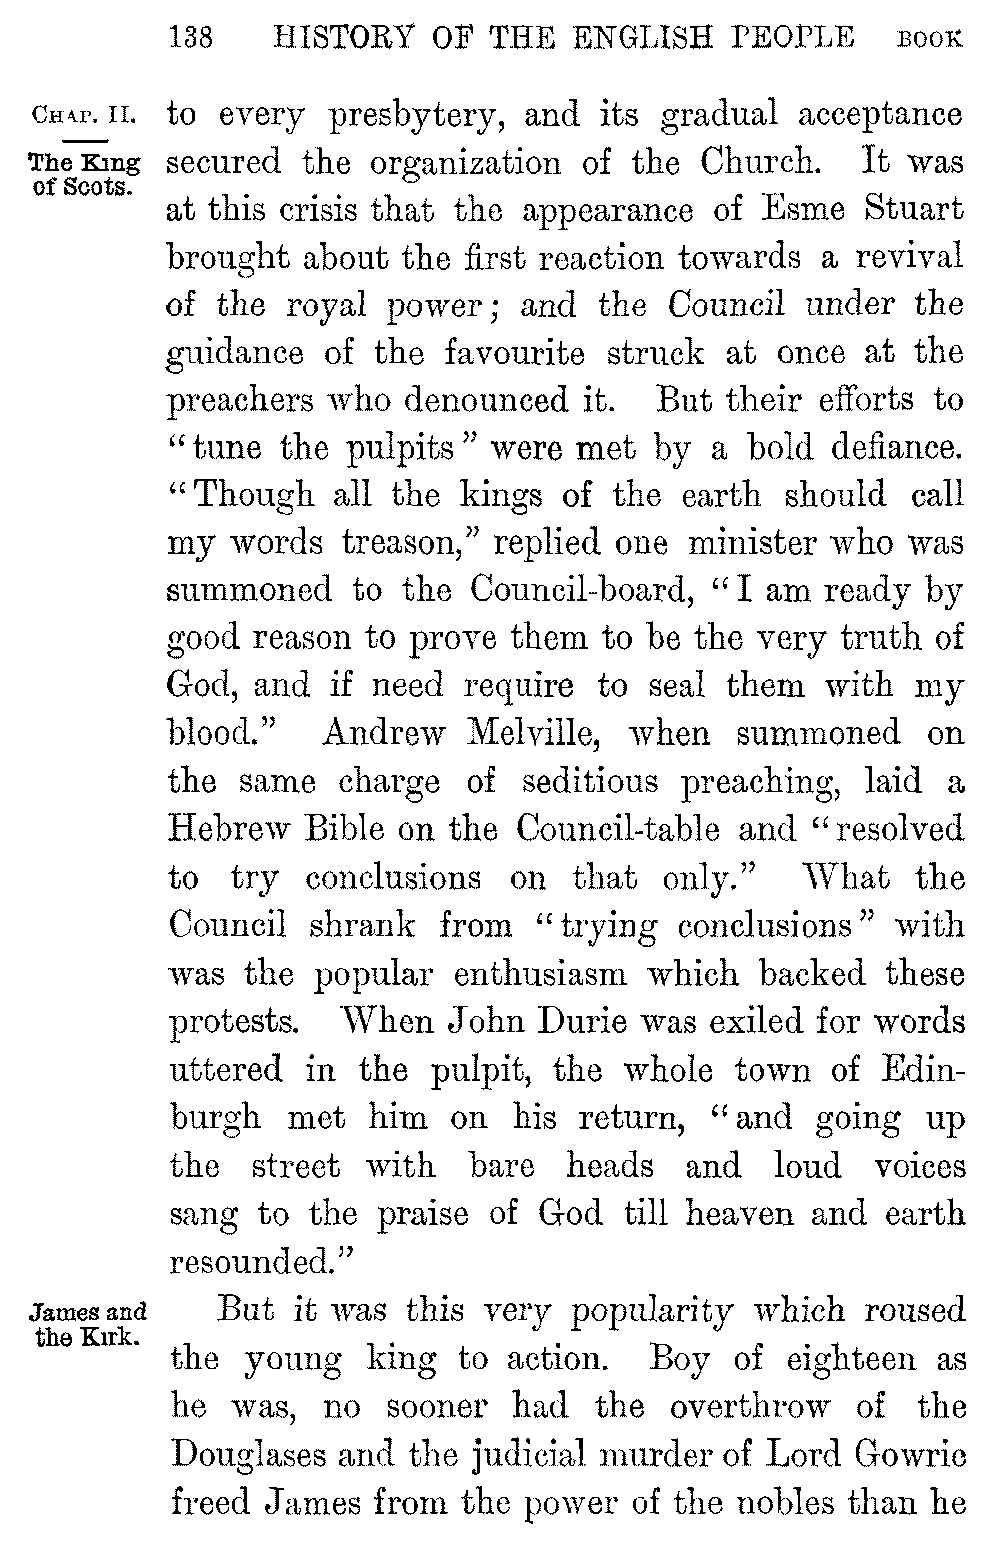 138 HISTORY OF THE ENGLISH PEOPLE BOOK
CHAP. II.
The King
of Scots.
to every presbytery, and its gradual acceptance
secured the organization of the Church. It was
at this crisis that the appearance of Esme Stuart
brought about the first reaction towards a revival
of the royal power; and the Council under the
guidance of the favourite struck at once at the
preachers who denounced it. But their efforts to
“tune the pulpits” were met by a bold defiance.
“Though all the kings of the earth should call
my words treason,” replied one minister who was
summoned to the Council-board, “I am ready by
good reason to prove them to be the very truth of
God, and if need require to seal them with my
blood.” Andrew Melville, when summoned on
the same charge of seditious preaching, laid a
Hebrew Bible on the Council-table and “resolved
to try conclusions on that only.” What the
Council shrank from “trying conclusions” with
was the popular enthusiasm which backed these
protests. When John Durie was exiled for words
uttered in the pulpit, the whole town of Edin-
burgh met him on his return, “and going up
the street with bare heads and loud voices
sang to the praise of God till heaven and earth
resounded.”
James and
the Kirk.
But it was this very popularity which roused
the young king to action. Boy of eighteen as
he was, no sooner had the overthrow of the
Douglases and the judicial murder of Lord Gowrie
freed James from the power of the nobles than he